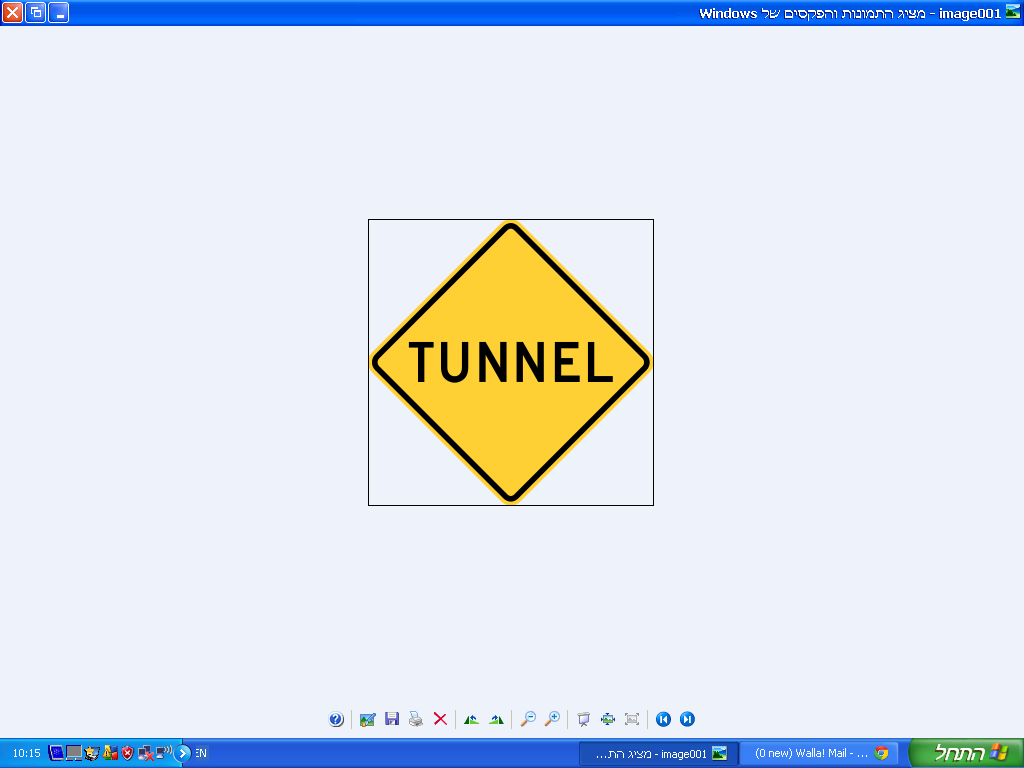 image001 - מציג התמונות והפקסים של Windows
TUNNEL
התחל
(0 new) Walla! Mail - ...
image001 - מציג הת...
EN
10:15